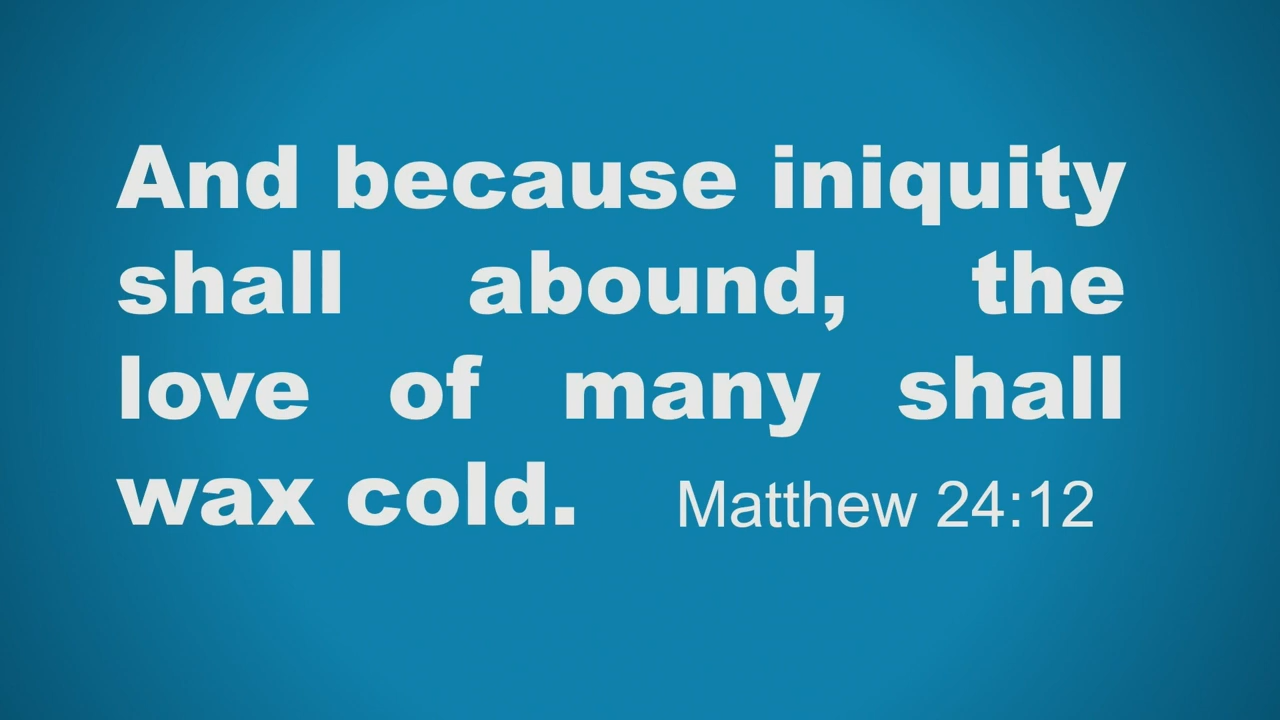 And because iniquity
shall abound, the
love of many shall
wax cold. Matthew 24:12